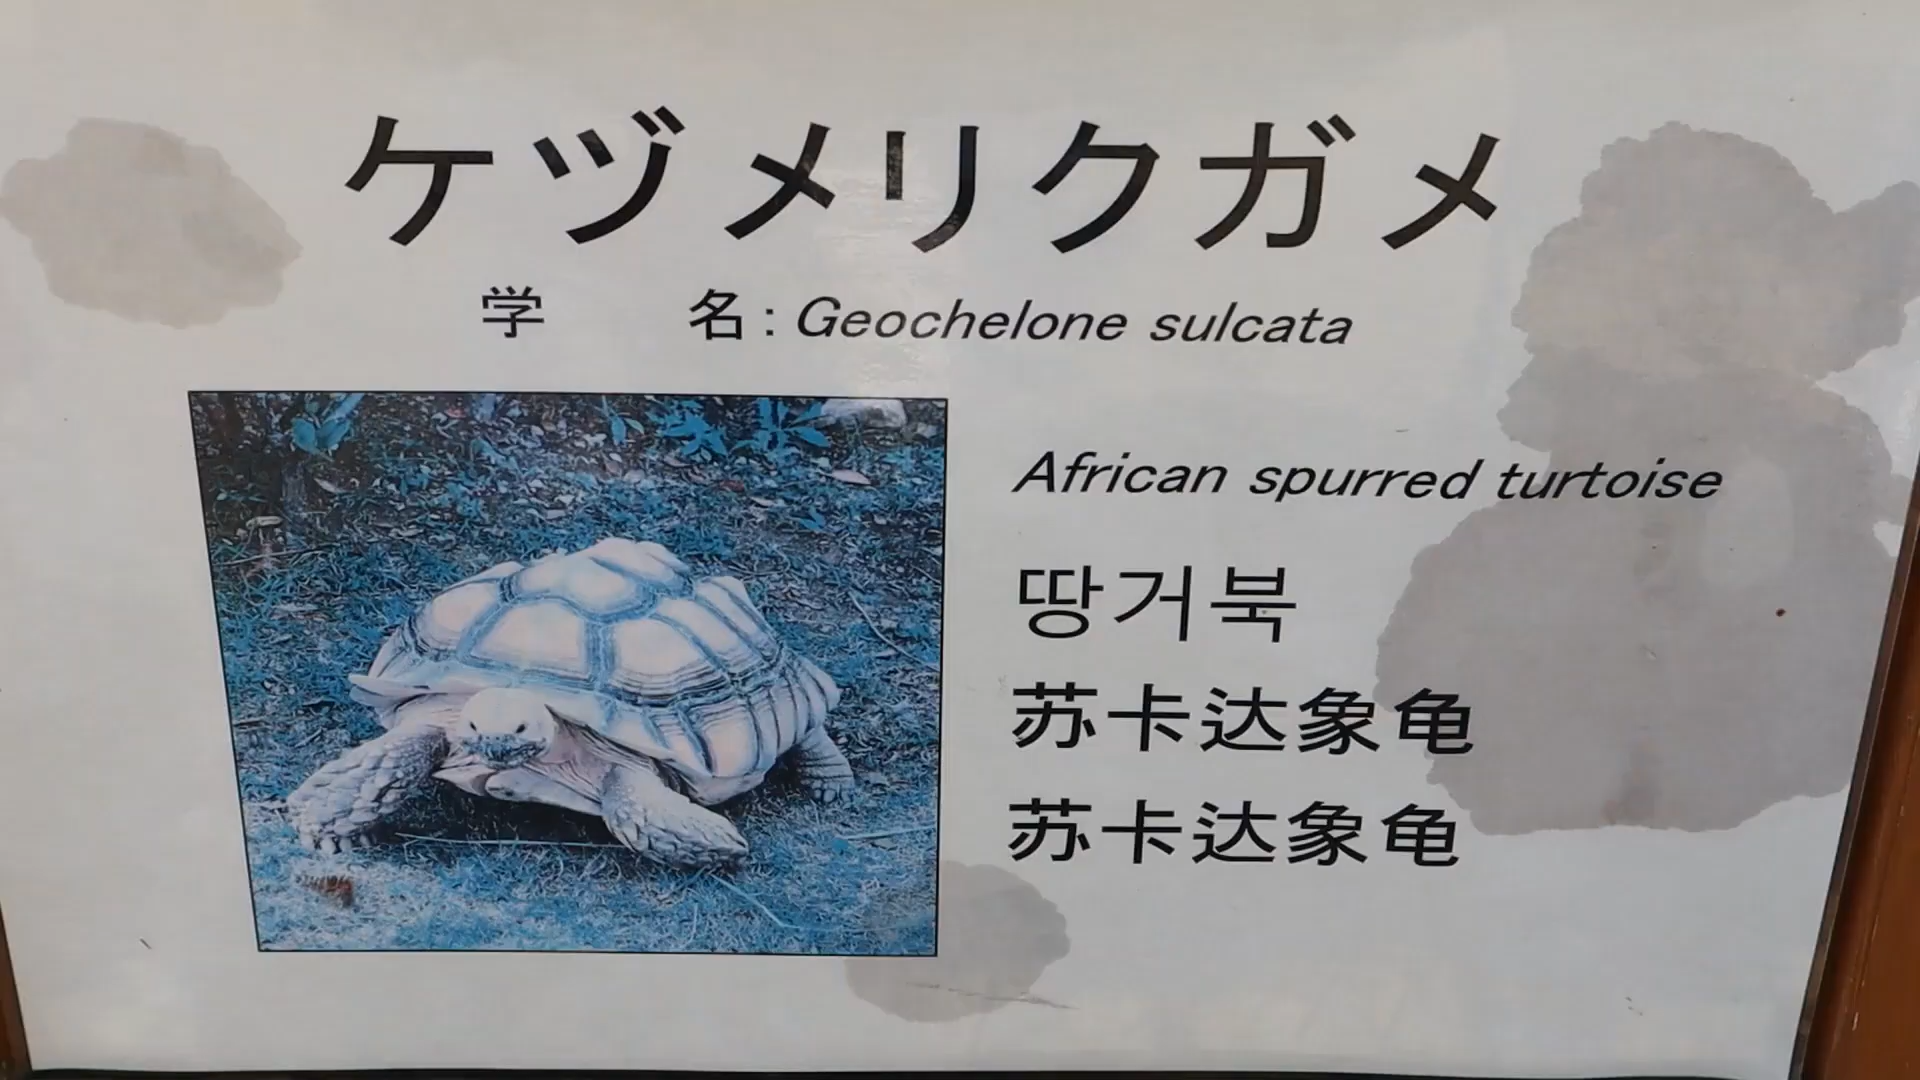 ケヅメリクガメ
学 名 : Geochelone sulcata
African spurred turtoise
땅거북
苏卡达象龟
苏卡达象龟